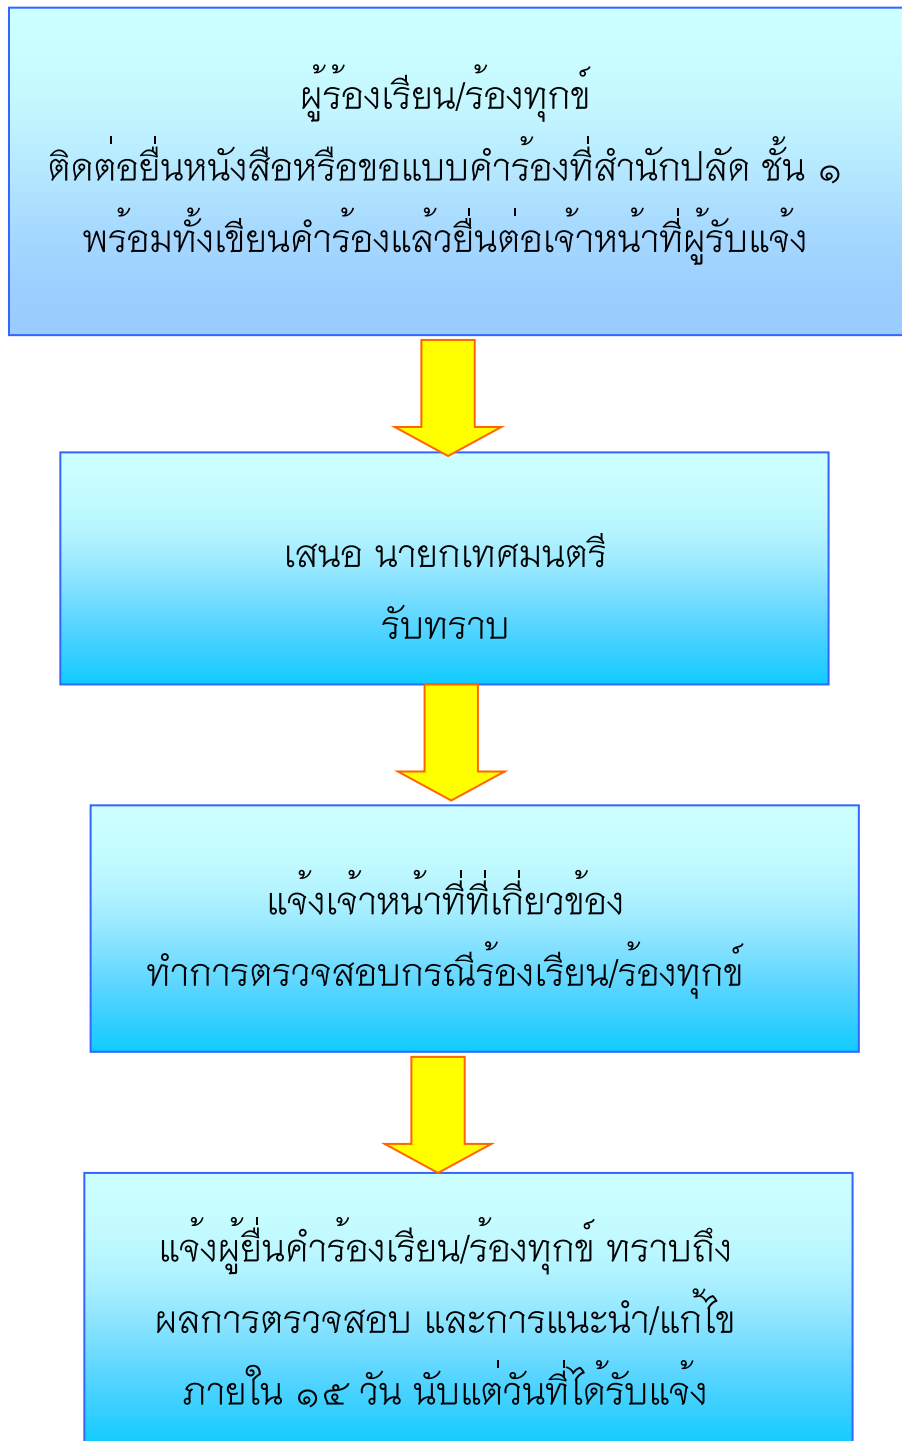 ผู้ร้องเรียน/ร้องทุกข์
ติดต่อยื่นหนังสือหรือขอแบบคำร้องที่สำนักปลัด ชั้น ๑
พร้อมทั้งเขียนคำร้องแล้วยื่นต่อเจ้าหน้าที่ผู้รับแจ้ง
เสนอ นายกเทศมนตรี
รับทราบ
แจ้งเจ้าหน้าที่ที่เกี่ยวข้อง
ทำการตรวจสอบกรณีร้องเรียน/ร้องทุกข์
แจ้งผู้ยื่นคำร้องเรียน/ร้องทุกข์ ทราบถึง
ผลการตรวจสอบ และการแนะนำ/แก้ไข
ภายใน ๑๕ วัน นับแต่วันที่ได้รับแจ้ง